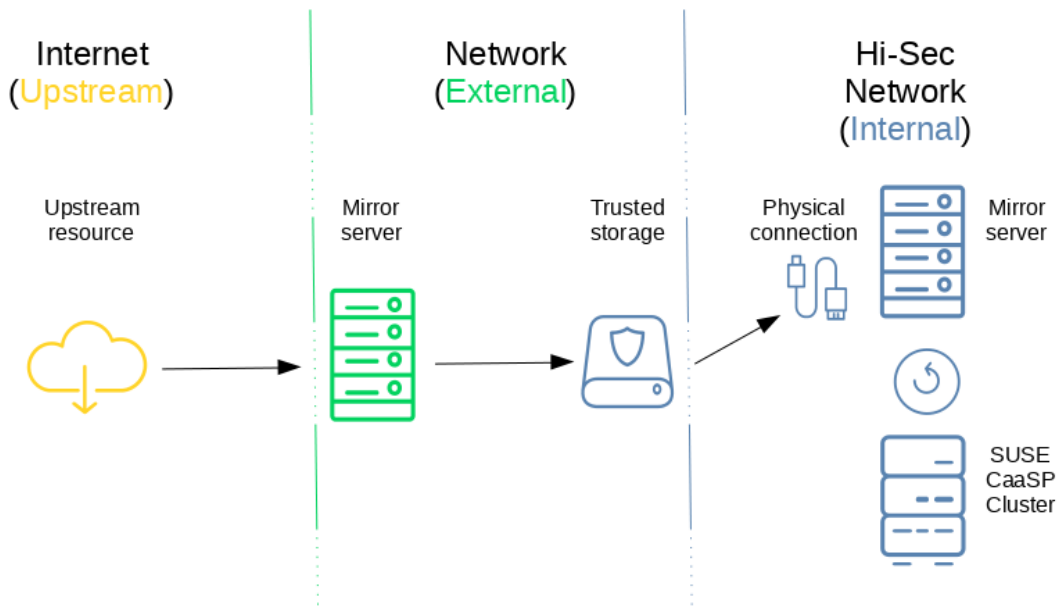 Internet
(Upstream)
Network
(External)
Hi-Sec
Network
(Internal)
Upstream
resource
Mirror
server
Trusted
storage
Physical
connection
Mirror
server
SUSE
CaaSP
Cluster